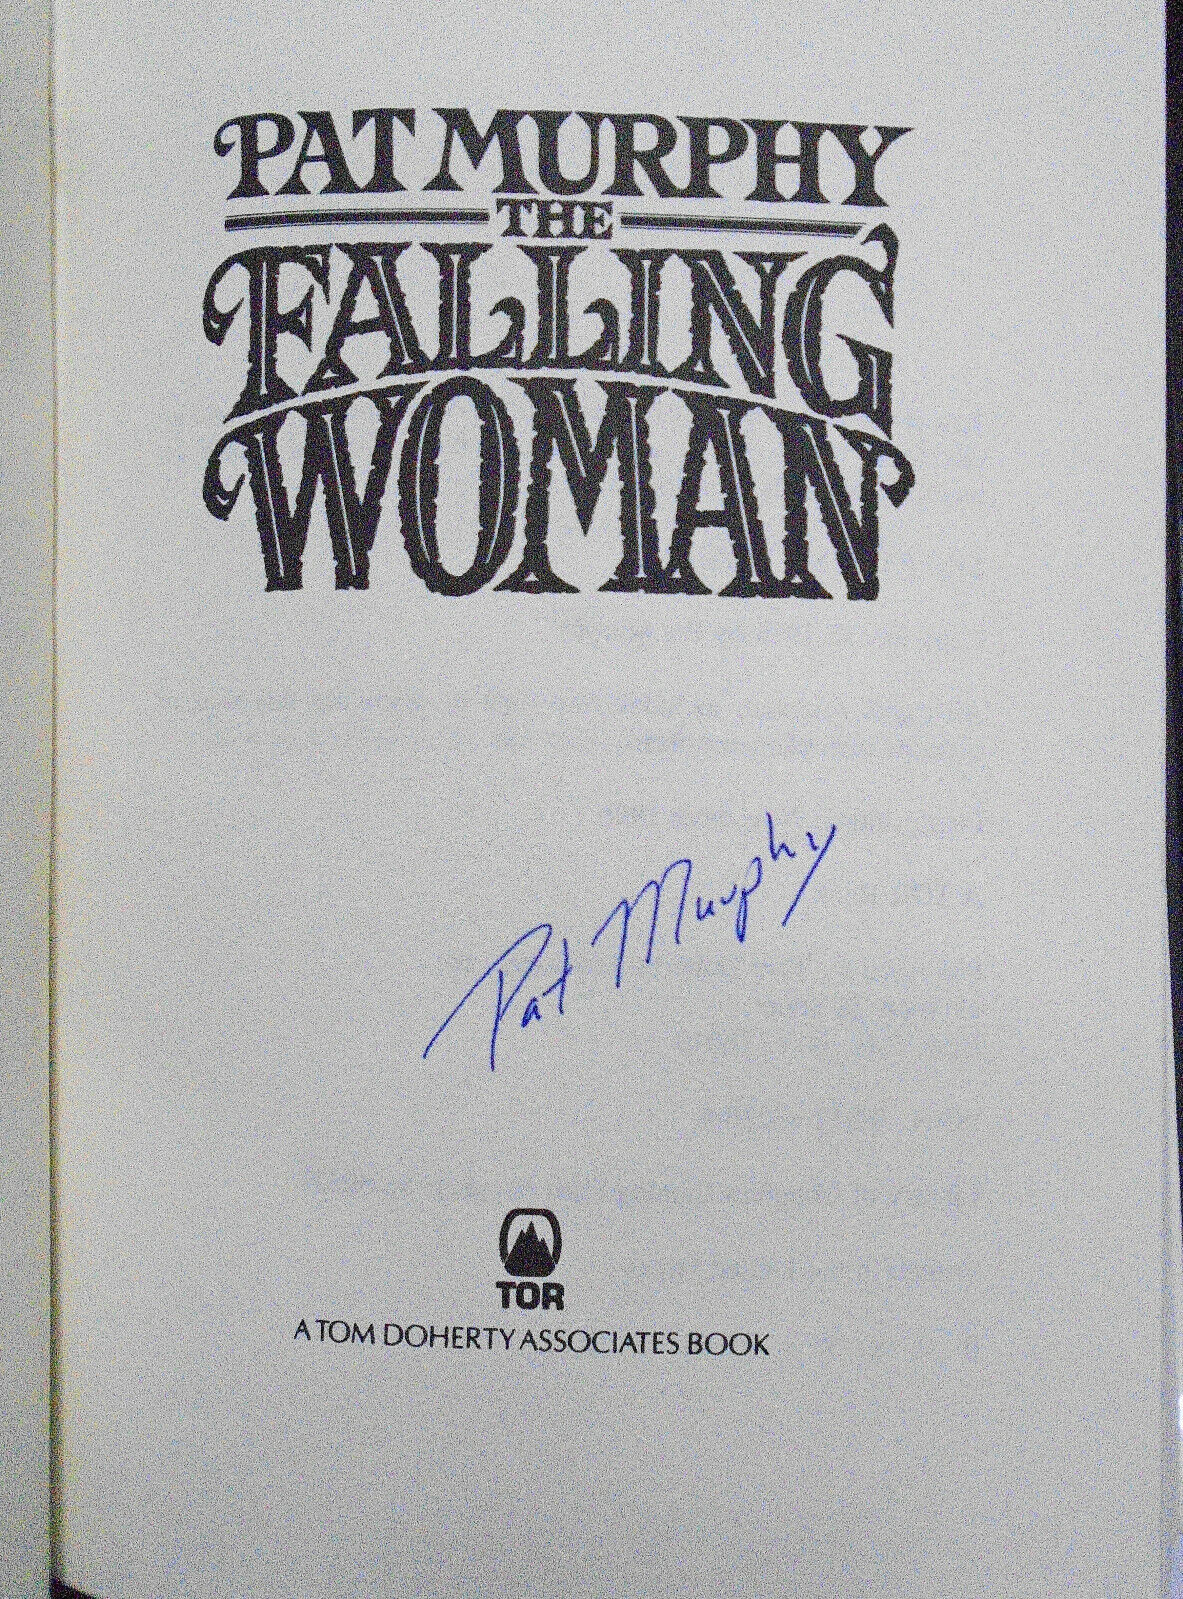 PAT MURPHY
THE
FALLING
WOMAN
Pat Murphy
TOR
A TOM DOHERTY ASSOCIATES BOOK